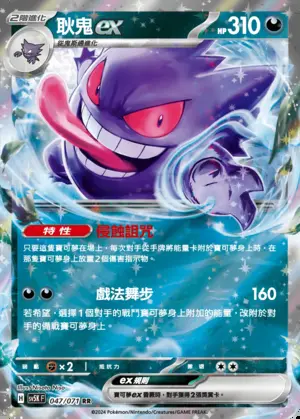 2階進化
耿鬼ex
HP310
從鬼斯通進化
特性 侵蝕詛咒
只要這隻寶可夢在場上，每次對手從手牌將能量卡附於寶可夢身上時，在那隻寶可夢身上放置2個傷害指示物。
戲法舞步 160
若希望，選擇1個對手的戰鬥寶可夢身上附加的能量，改附於對手的備戰寶可夢身上。
弱點 ×2 抵抗力
ex規則
寶可夢ex昏厥時，對手獲得2張獎賞卡。
H sv5K F 047/071 RR
©2024 Pokémon/Nintendo/Creatures/GAME FREAK